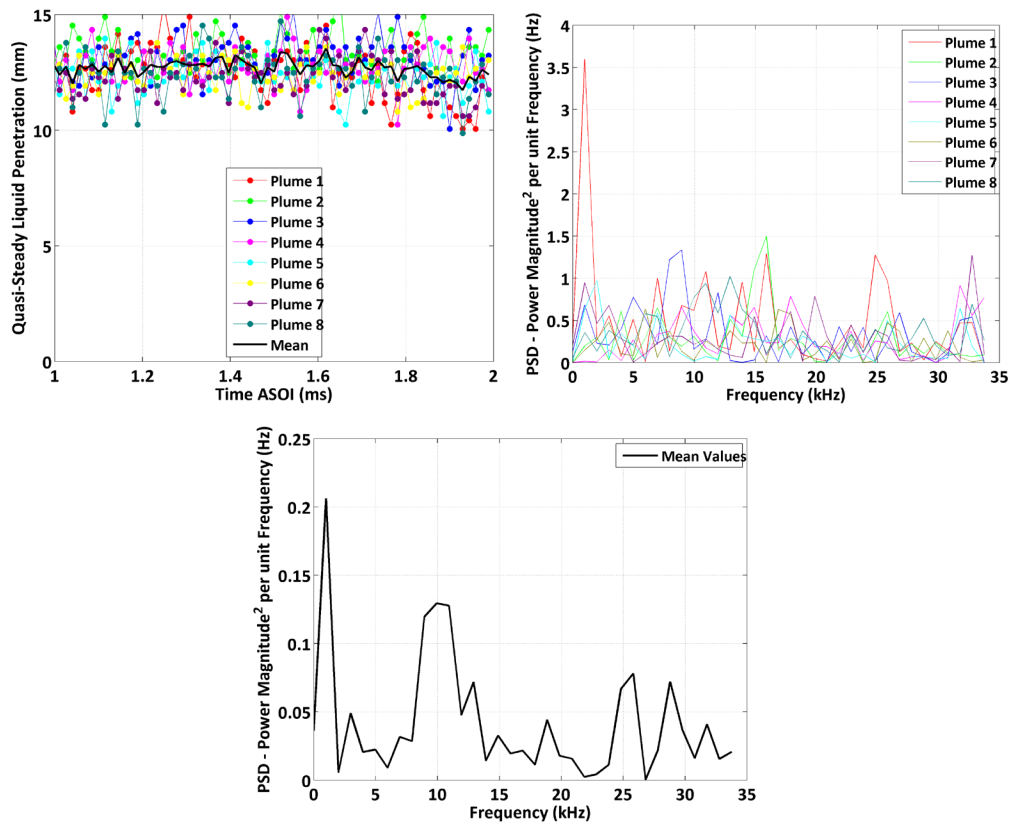 Quasi-Steady Liquid Penetration (mm)
15
10
5
0
Plume 1
Plume 2
Plume 3
Plume 4
Plume 5
Plume 6
Plume 7
Plume 8
Mean
1 1.2 1.4 1.6 1.8 2
Time ASOI (ms)
PSD - Power Magnitude² per unit Frequency (Hz)
4
3.5
3
2.5
2
1.5
1
0.5
0
Plume 1
Plume 2
Plume 3
Plume 4
Plume 5
Plume 6
Plume 7
Plume 8
0 5 10 15 20 25 30 35
Frequency (kHz)
PSD - Power Magnitude² per unit Frequency (Hz)
0.25
0.2
0.15
0.1
0.05
0
Mean Values
0 5 10 15 20 25 30 35
Frequency (kHz)